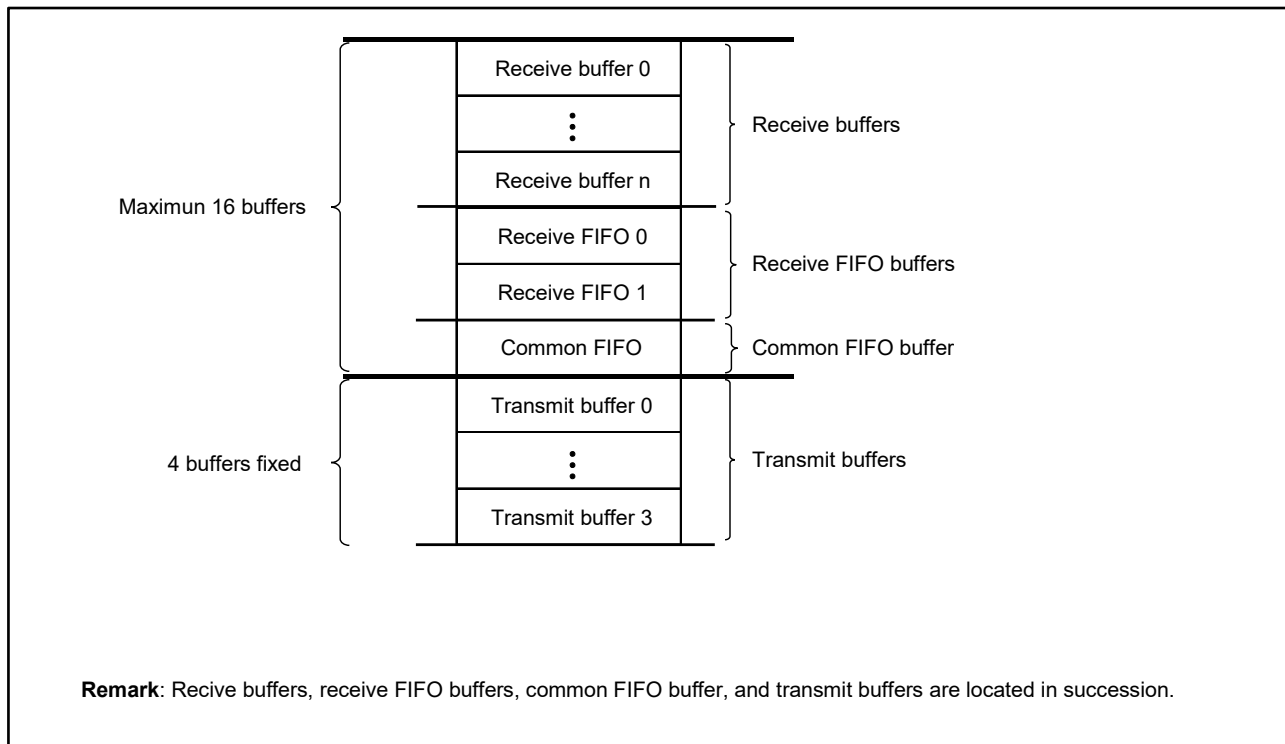 Receive buffer 0
Receive buffers
Receive buffer n
Maximun 16 buffers
Receive FIFO 0
Receive FIFO buffers
Receive FIFO 1
Common FIFO
Common FIFO buffer
Transmit buffer 0
4 buffers fixed
Transmit buffers
Transmit buffer 3
Remark: Recive buffers, receive FIFO buffers, common FIFO buffer, and transmit buffers are located in succession.